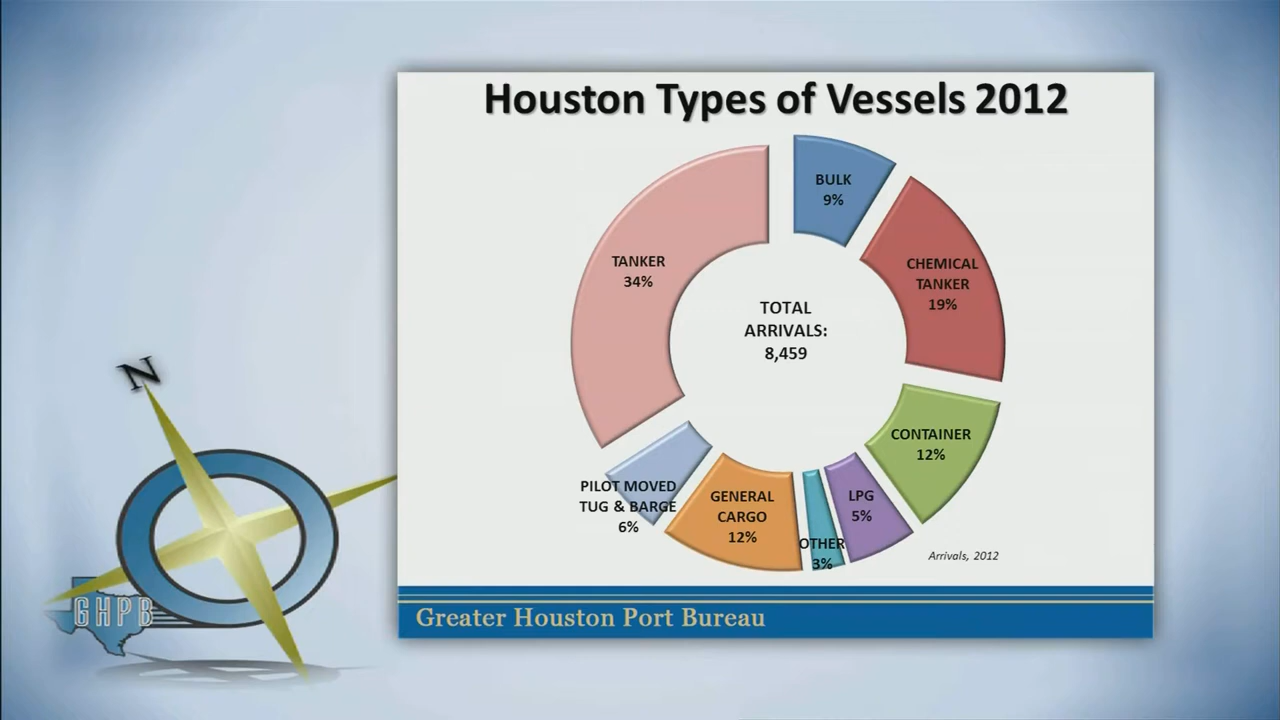 Houston Types of Vessels 2012
BULK
9%
TANKER
34%
CHEMICAL
TANKER
19%
TOTAL
ARRIVALS:
8,459
N
CONTAINER
12%
PILOT MOVED
TUG & BARGE
6%
GENERAL
CARGO
12%
LPG
5%
OTHER
3%
Arrivals, 2012
GHPB
Greater Houston Port Bureau